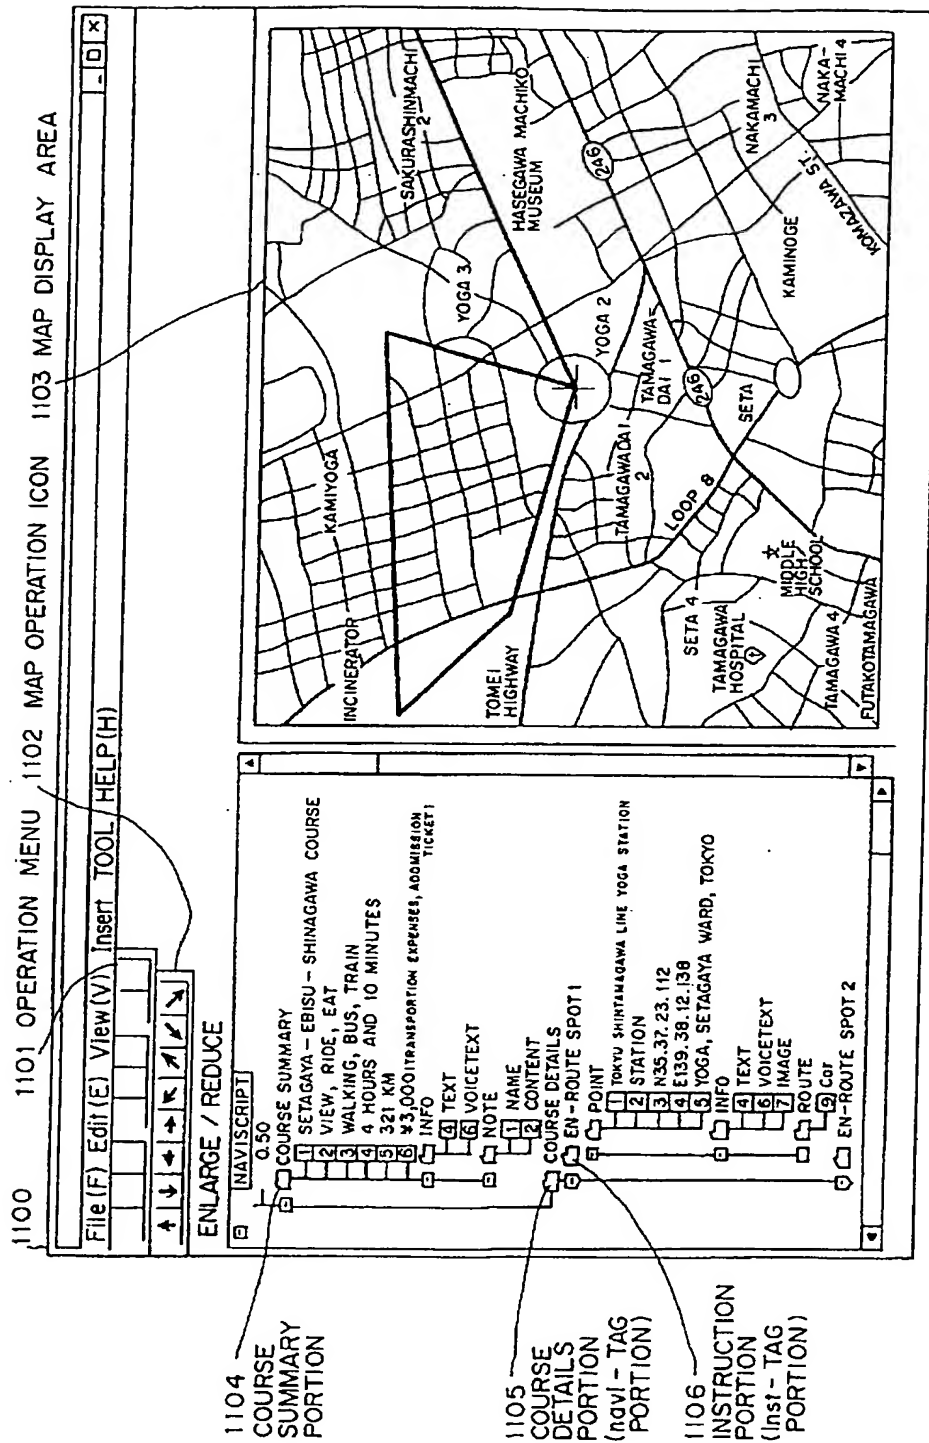 1100
1101 OPERATION MENU
1102 MAP OPERATION ICON
1103 MAP DISPLAY AREA
File(F) Edit(E) View(V) Insert TOOL HELP(H)
ENLARGE / REDUCE
NAVISCRIPT
0.50
COURSE SUMMARY
1 SETAGAYA-EBISU-SHINAGAWA COURSE
2 VIEW, RIDE, EAT
3 WALKING, BUS, TRAIN
4 4 HOURS AND 10 MINUTES
5 321 KM
6 ¥3,000(TRANSPORTION EXPENSES, ADOMISSION TICKET)
INFO
4 TEXT
6 VOICETEXT
NOTE
1 NAME
2 CONTENT
COURSE DETAILS
EN-ROUTE SPOT 1
POINT
1 TOKYU SHINTAMAGAWA LINE YOGA STATION
2 STATION
3 N35.37.23.112
4 E139.38.12.138
5 YOGA, SETAGAYA WARD, TOKYO
INFO
4 TEXT
6 VOICETEXT
7 IMAGE
ROUTE
9 Car
EN-ROUTE SPOT 2
1104
COURSE
SUMMARY
PORTION
1105
COURSE
DETAILS
PORTION
(navi-TAG
PORTION)
1106
INSTRUCTION
PORTION
(Inst-TAG
PORTION)
INCINERATOR
KAMIYOGA
YOGA 3
SAKURASHINMACHI
2
HASEGAWA MACHIKO
MUSEUM
TOMEI
HIGHWAY
YOGA 2
246
NAKAMACHI
3
NAKA-
MACHI 4
TAMAGAWADAI
2
TAMAGAWA-
DAI 1
246
LOOP 8
SETA
KAMINOGE
KOMAZAWA ST.
SETA 4
TAMAGAWA
HOSPITAL
MIDDLE
HIGH
SCHOOL
TAMAGAWA 4
FUTAKOTAMAGAWA